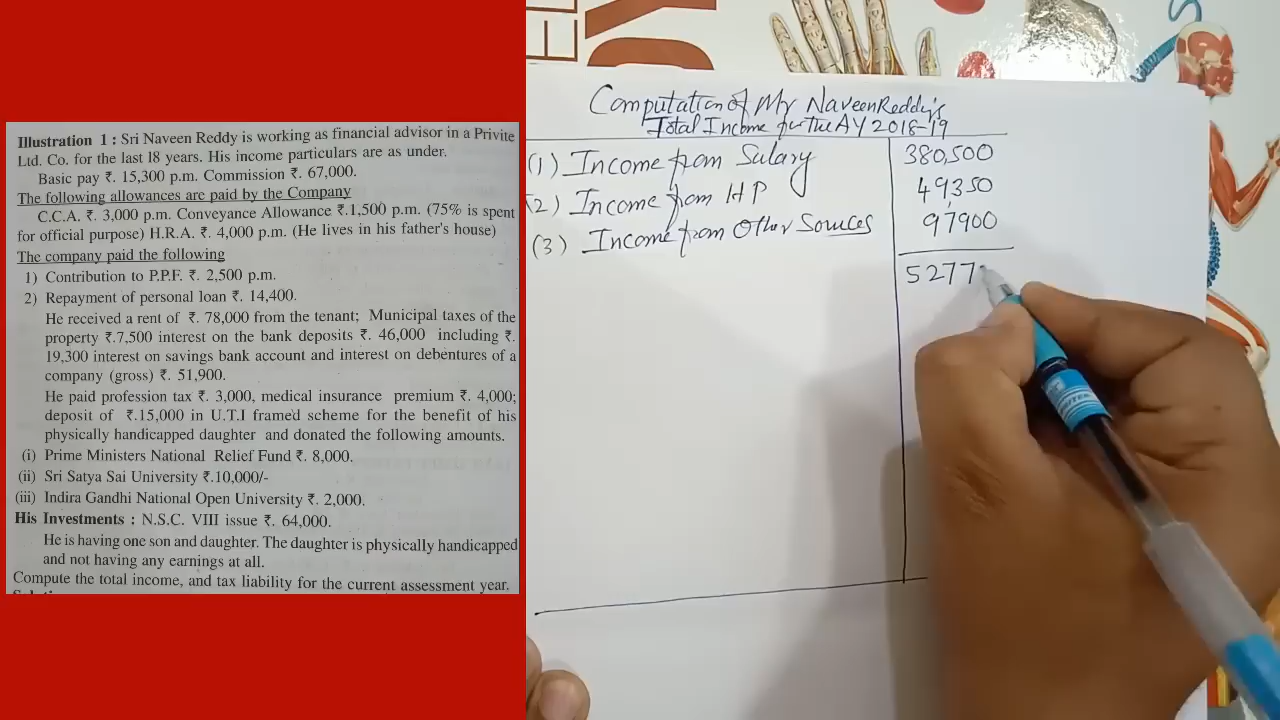 Illustration 1 : Sri Naveen Reddy is working as financial advisor in a Privite
Ltd. Co. for the last 18 years. His income particulars are as under.
Basic pay ₹. 15,300 p.m. Commission ₹. 67,000.
The following allowances are paid by the Company
C.C.A. ₹. 3,000 p.m. Conveyance Allowance ₹.1,500 p.m. (75% is spent
for official purpose) H.R.A. ₹. 4,000 p.m. (He lives in his father's house)
The company paid the following
1) Contribution to P.P.F. ₹. 2,500 p.m.
2) Repayment of personal loan ₹. 14,400.
He received a rent of ₹. 78,000 from the tenant; Municipal taxes of the
property ₹.7,500 interest on the bank deposits ₹. 46,000 including ₹.
19,300 interest on savings bank account and interest on debentures of a
company (gross) ₹. 51,900.
He paid profession tax ₹. 3,000, medical insurance premium ₹. 4,000;
deposit of ₹.15,000 in U.T.I framed scheme for the benefit of his
physically handicapped daughter and donated the following amounts.
(i) Prime Ministers National Relief Fund ₹. 8,000.
(ii) Sri Satya Sai University ₹.10,000/-
(iii) Indira Gandhi National Open University ₹. 2,000.
His Investments : N.S.C. VIII issue ₹. 64,000.
He is having one son and daughter. The daughter is physically handicapped
and not having any earnings at all.
Compute the total income, and tax liability for the current assessment year.
Computation of Mr Naveen Reddy's
Total Income for the AY 2018-19
(1) Income from Salary 380,500
2) Income from HP 49,350
(3) Income from Other Sources 97,900
5277